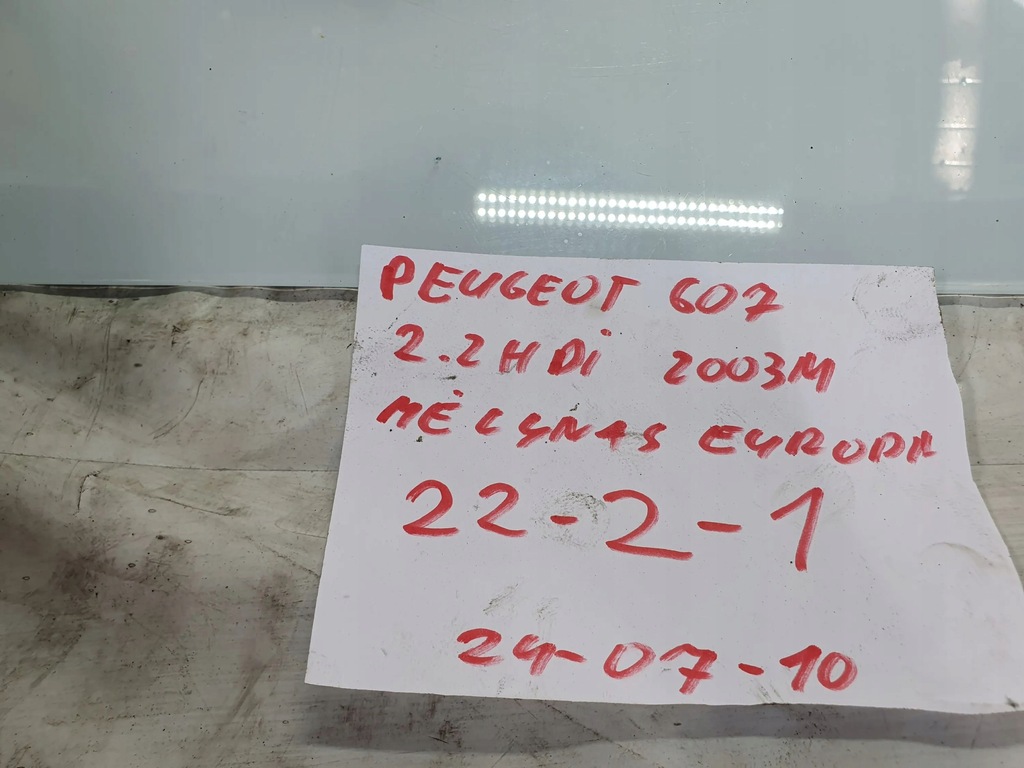 PEUGEOT 607
2.2HDi 2003M
MĖLYNAS EUROPA
22-2-1
24-07-10